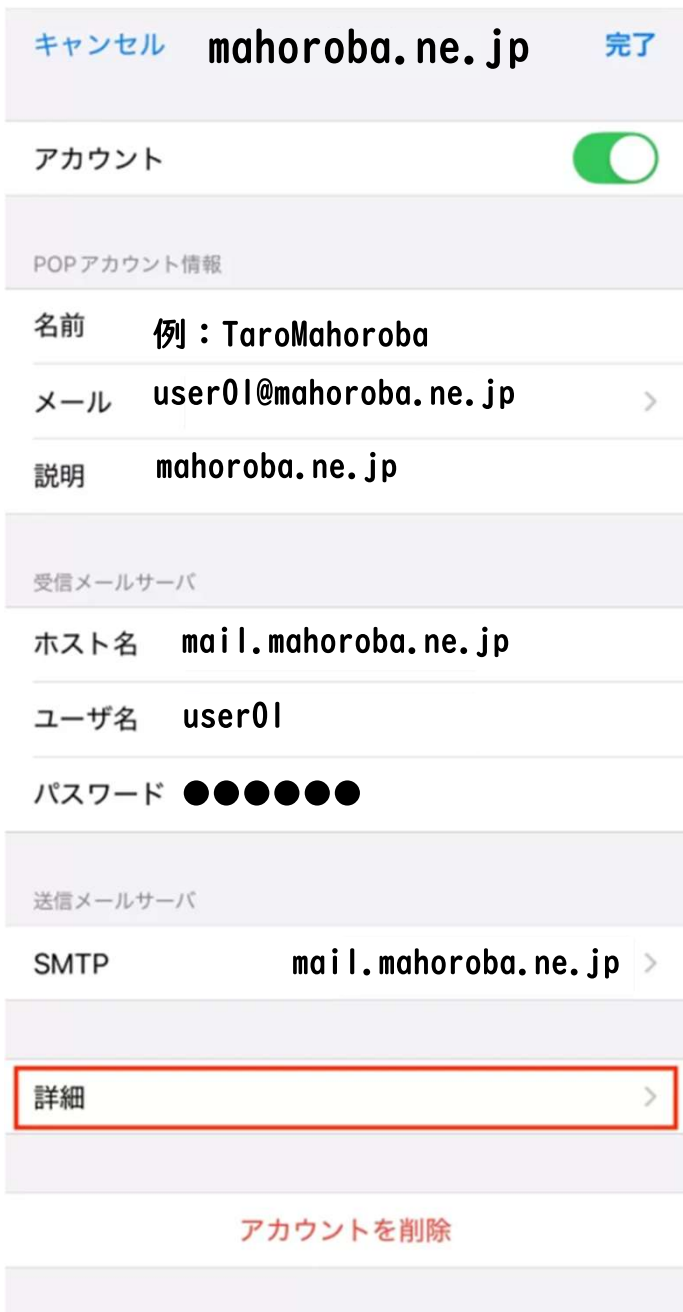 キャンセル mahoroba.ne.jp 完了
アカウント
POPアカウント情報
名前 例：TaroMahoroba
メール user01@mahoroba.ne.jp
説明 mahoroba.ne.jp
受信メールサーバ
ホスト名 mail.mahoroba.ne.jp
ユーザ名 user01
パスワード ●●●●●●
送信メールサーバ
SMTP mail.mahoroba.ne.jp
詳細
アカウントを削除